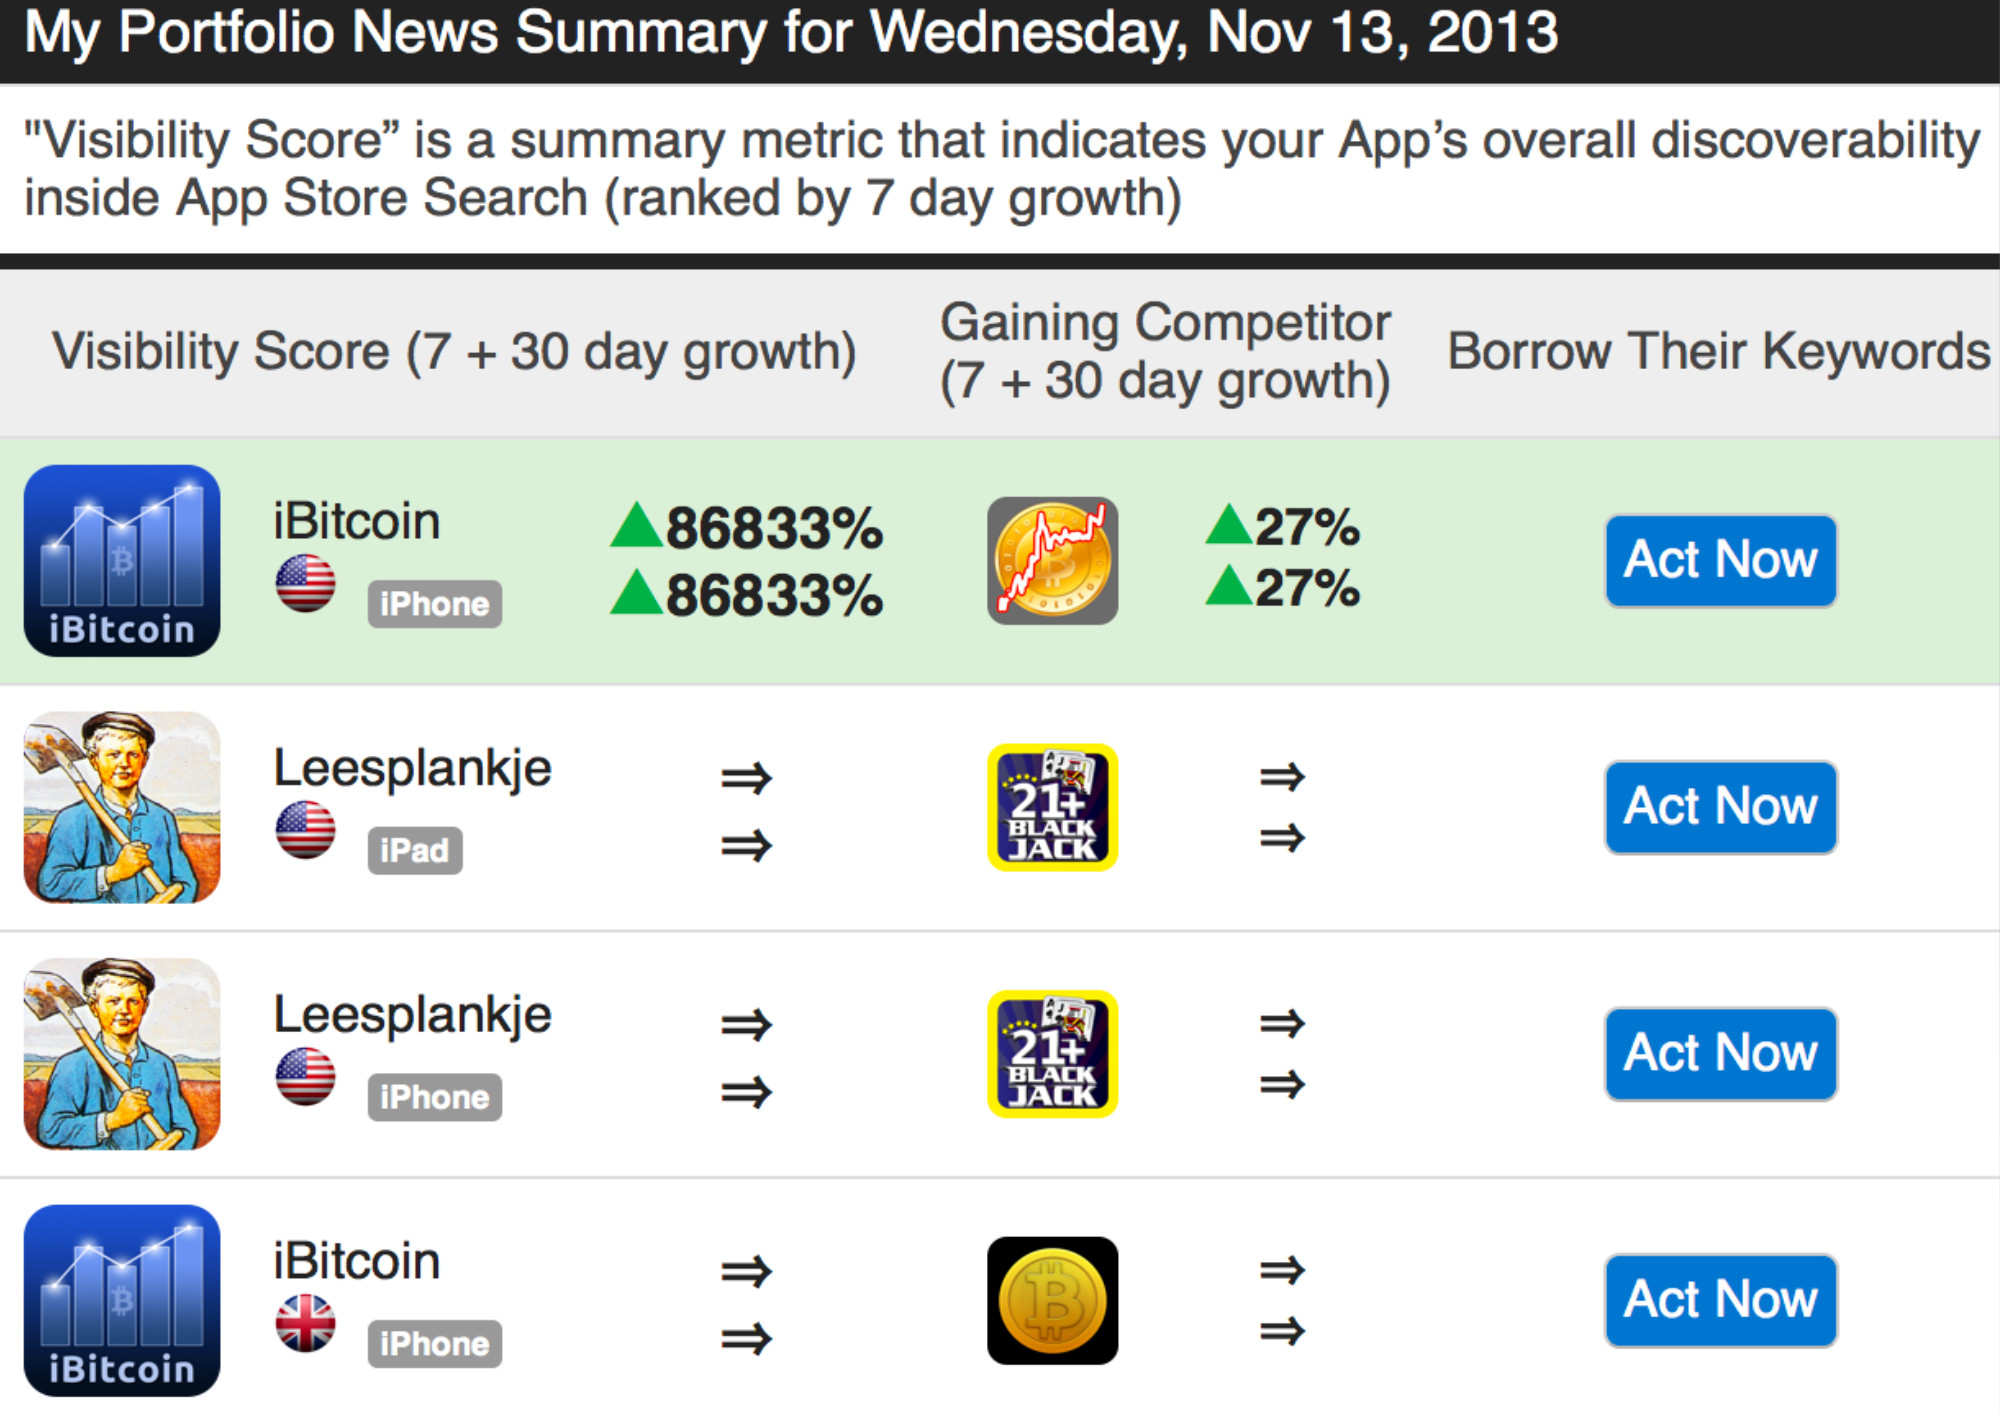 My Portfolio News Summary for Wednesday, Nov 13, 2013
"Visibility Score” is a summary metric that indicates your App’s overall discoverability
inside App Store Search (ranked by 7 day growth)
Visibility Score (7 + 30 day growth)
Gaining Competitor
(7 + 30 day growth)
Borrow Their Keywords
iBitcoin
iBitcoin
iPhone
▲86833%
▲86833%
▲27%
▲27%
Act Now
Leesplankje
iPad
⇒
⇒
21+
BLACK
JACK
⇒
⇒
Act Now
Leesplankje
iPhone
⇒
⇒
21+
BLACK
JACK
⇒
⇒
Act Now
iBitcoin
iBitcoin
iPhone
⇒
⇒
B
⇒
⇒
Act Now